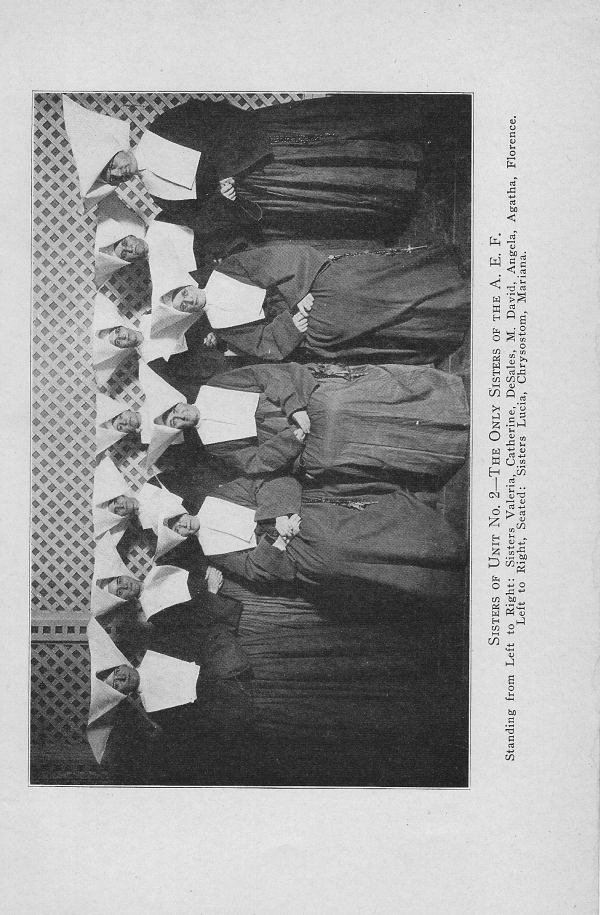 SISTERS OF UNIT NO. 2—THE ONLY SISTERS OF THE A. E. F.
Standing from Left to Right: Sisters Valeria, Catherine, DeSales, M. David, Angela, Agatha, Florence.
Left to Right, Seated: Sisters Lucia, Chrysostom, Mariana.